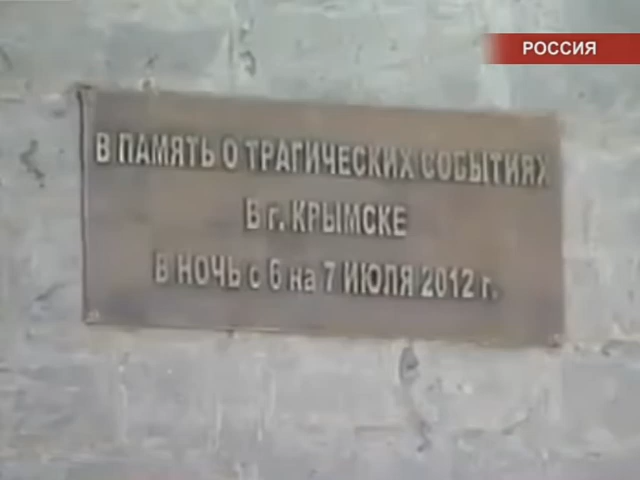 РОССИЯ
В ПАМЯТЬ О ТРАГИЧЕСКИХ СОБЫТИЯХ
В г. КРЫМСКЕ
В НОЧЬ с 6 на 7 ИЮЛЯ 2012 г.